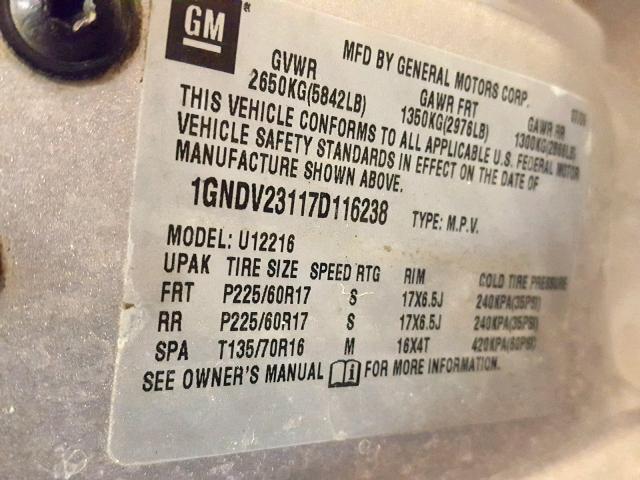 GM
MFD BY GENERAL MOTORS CORP.
GVWR GAWR FRT GAWR RR
2650KG(5842LB) 1350KG(2976LB) 1300KG(2866LB)
THIS VEHICLE CONFORMS TO ALL APPLICABLE U.S. FEDERAL MOTOR
VEHICLE SAFETY STANDARDS IN EFFECT ON THE DATE OF
MANUFACTURE SHOWN ABOVE.
1GNDV23117D116238 TYPE: M.P.V.
MODEL: U12216
UPAK TIRE SIZE SPEED RTG RIM COLD TIRE PRESSURE
FRT P225/60R17 S 17X6.5J 240KPA(35PSI)
RR P225/60R17 S 17X6.5J 240KPA(35PSI)
SPA T135/70R16 M 16X4T 420KPA(60PSI)
SEE OWNER'S MANUAL FOR MORE INFORMATION.